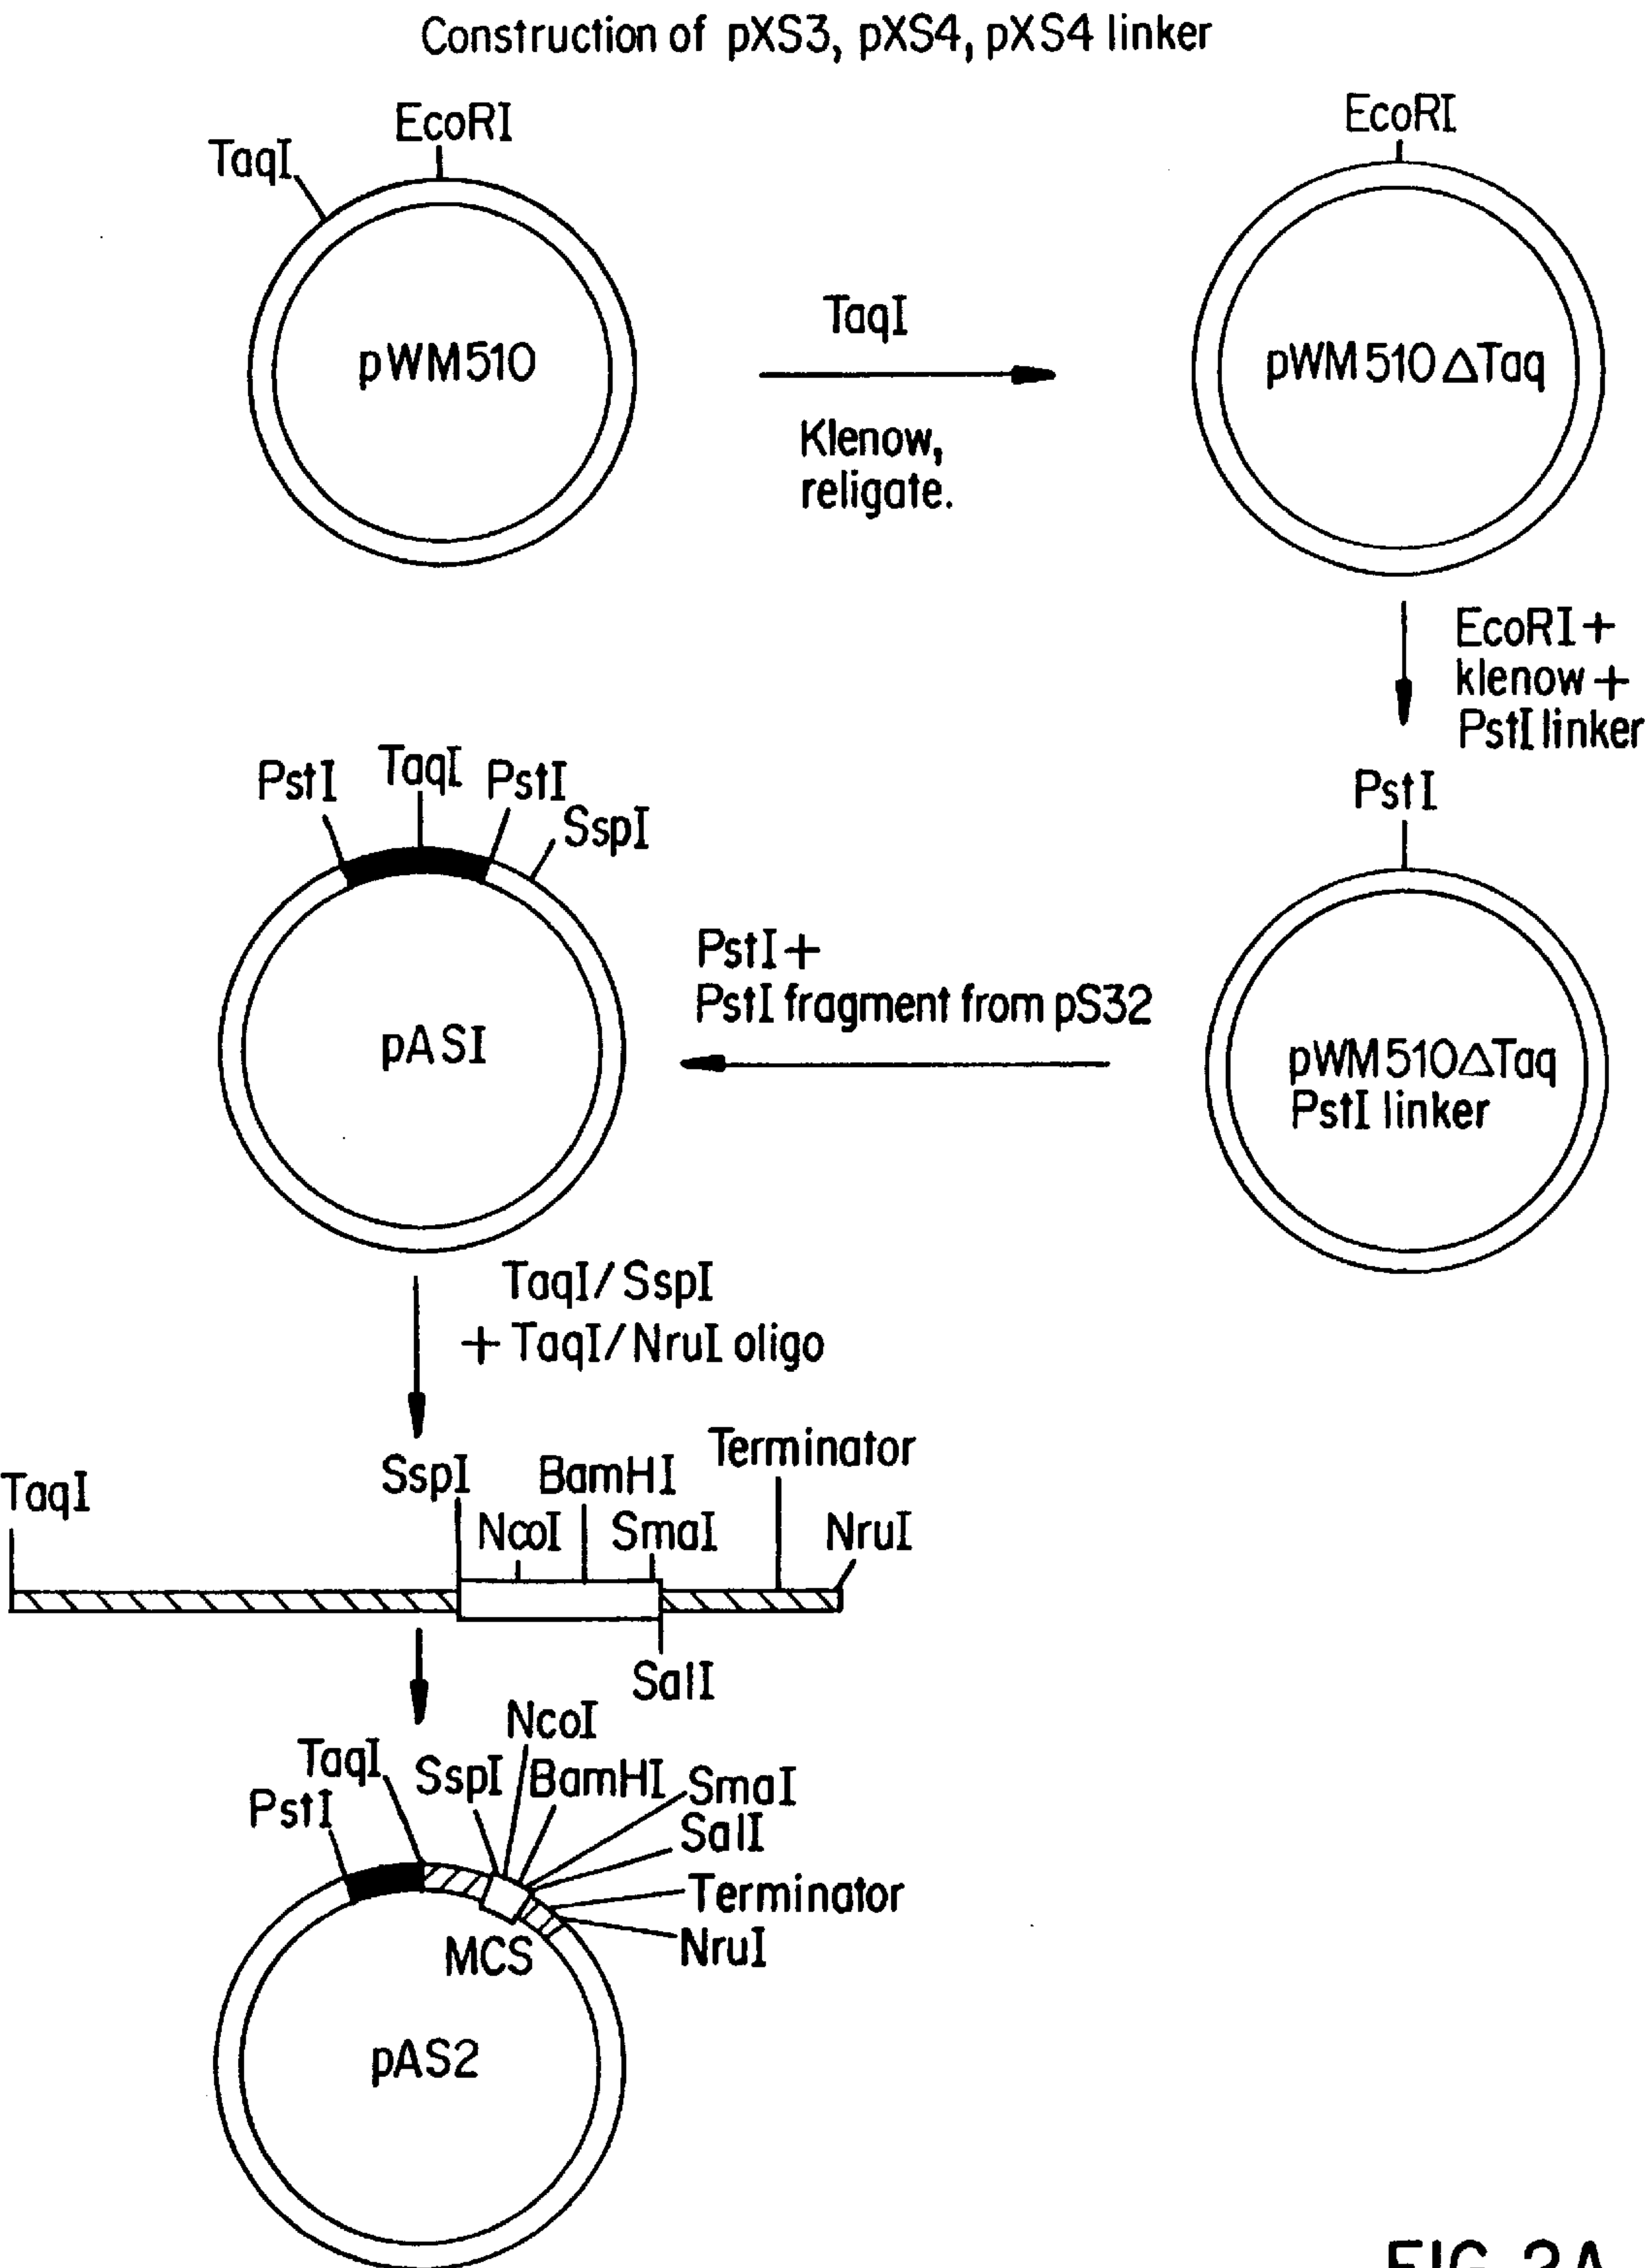 Construction of pXS3, pXS4, pXS4 linker
TaqI
EcoRI
pWM510
TaqI
Klenow,
religate.
EcoRI
pWM510ΔTaq
EcoRI+
klenow+
PstI linker
PstI
pWM510ΔTaq
PstI linker
PstI+
PstI fragment from pS32
PstI
TaqI
PstI
SspI
pASI
TaqI/SspI
+ TaqI/NruI oligo
TaqI
SspI
NcoI
BamHI
SmaI
Terminator
NruI
SalI
PstI
TaqI
SspI
NcoI
BamHI
SmaI
SalI
Terminator
NruI
MCS
pAS2